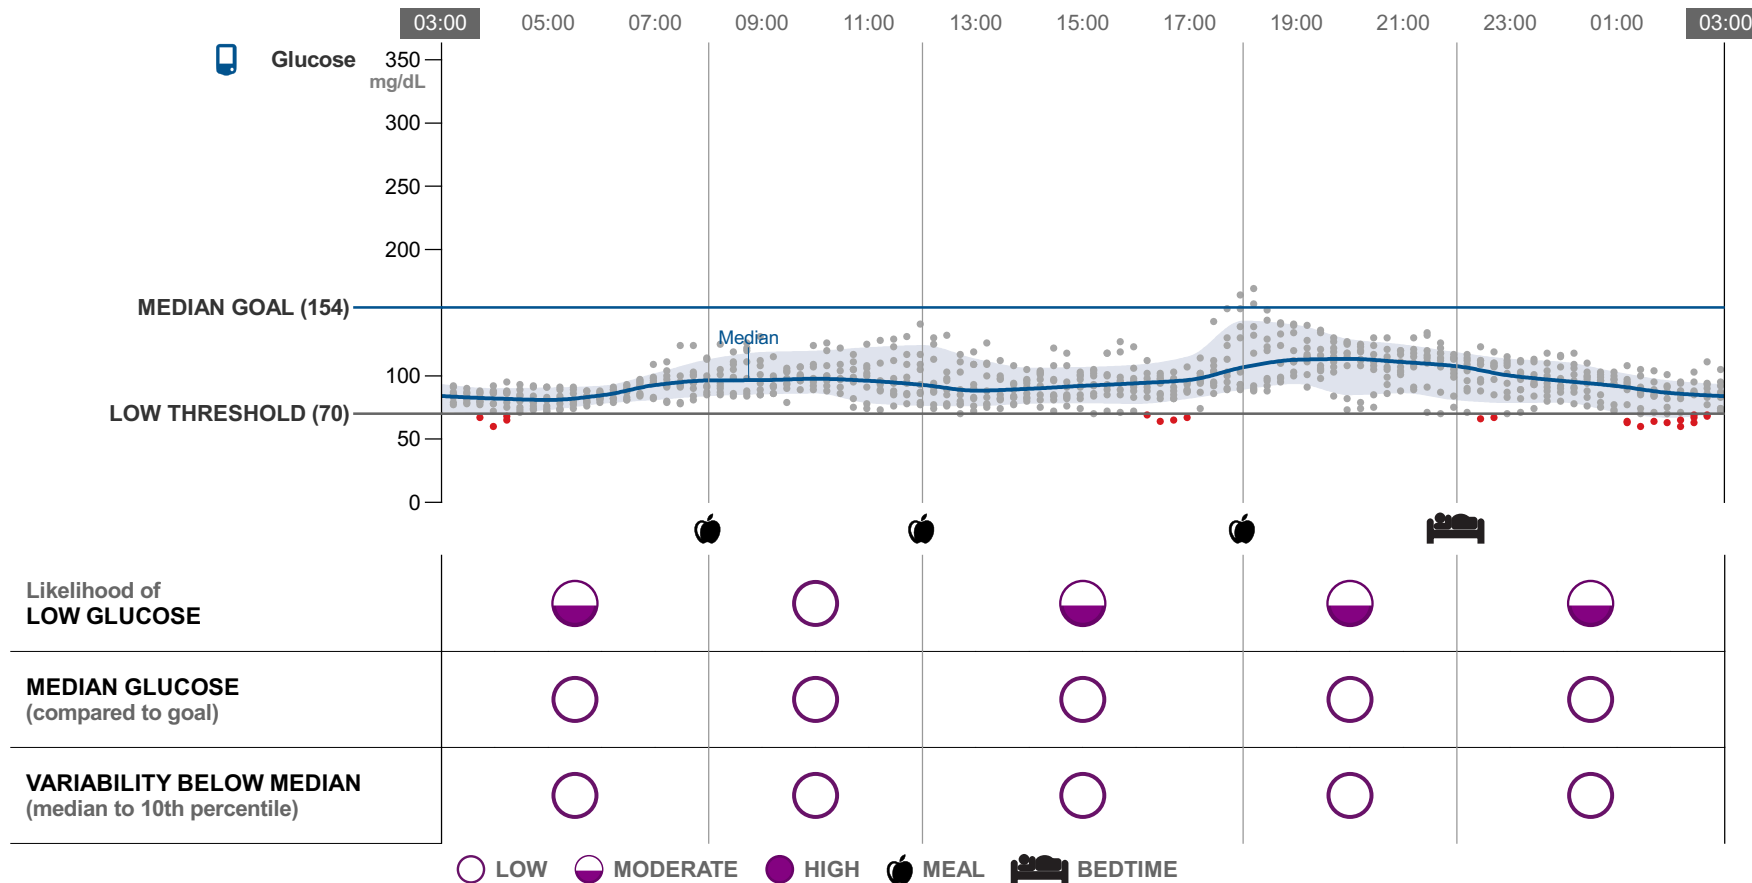 03:00 05:00 07:00 09:00 11:00 13:00 15:00 17:00 19:00 21:00 23:00 01:00 03:00
Glucose
350
mg/dL
300
250
200
MEDIAN GOAL (154)
Median
100
LOW THRESHOLD (70)
50
0
Likelihood of
LOW GLUCOSE
MEDIAN GLUCOSE
(compared to goal)
VARIABILITY BELOW MEDIAN
(median to 10th percentile)
LOW MODERATE HIGH MEAL BEDTIME